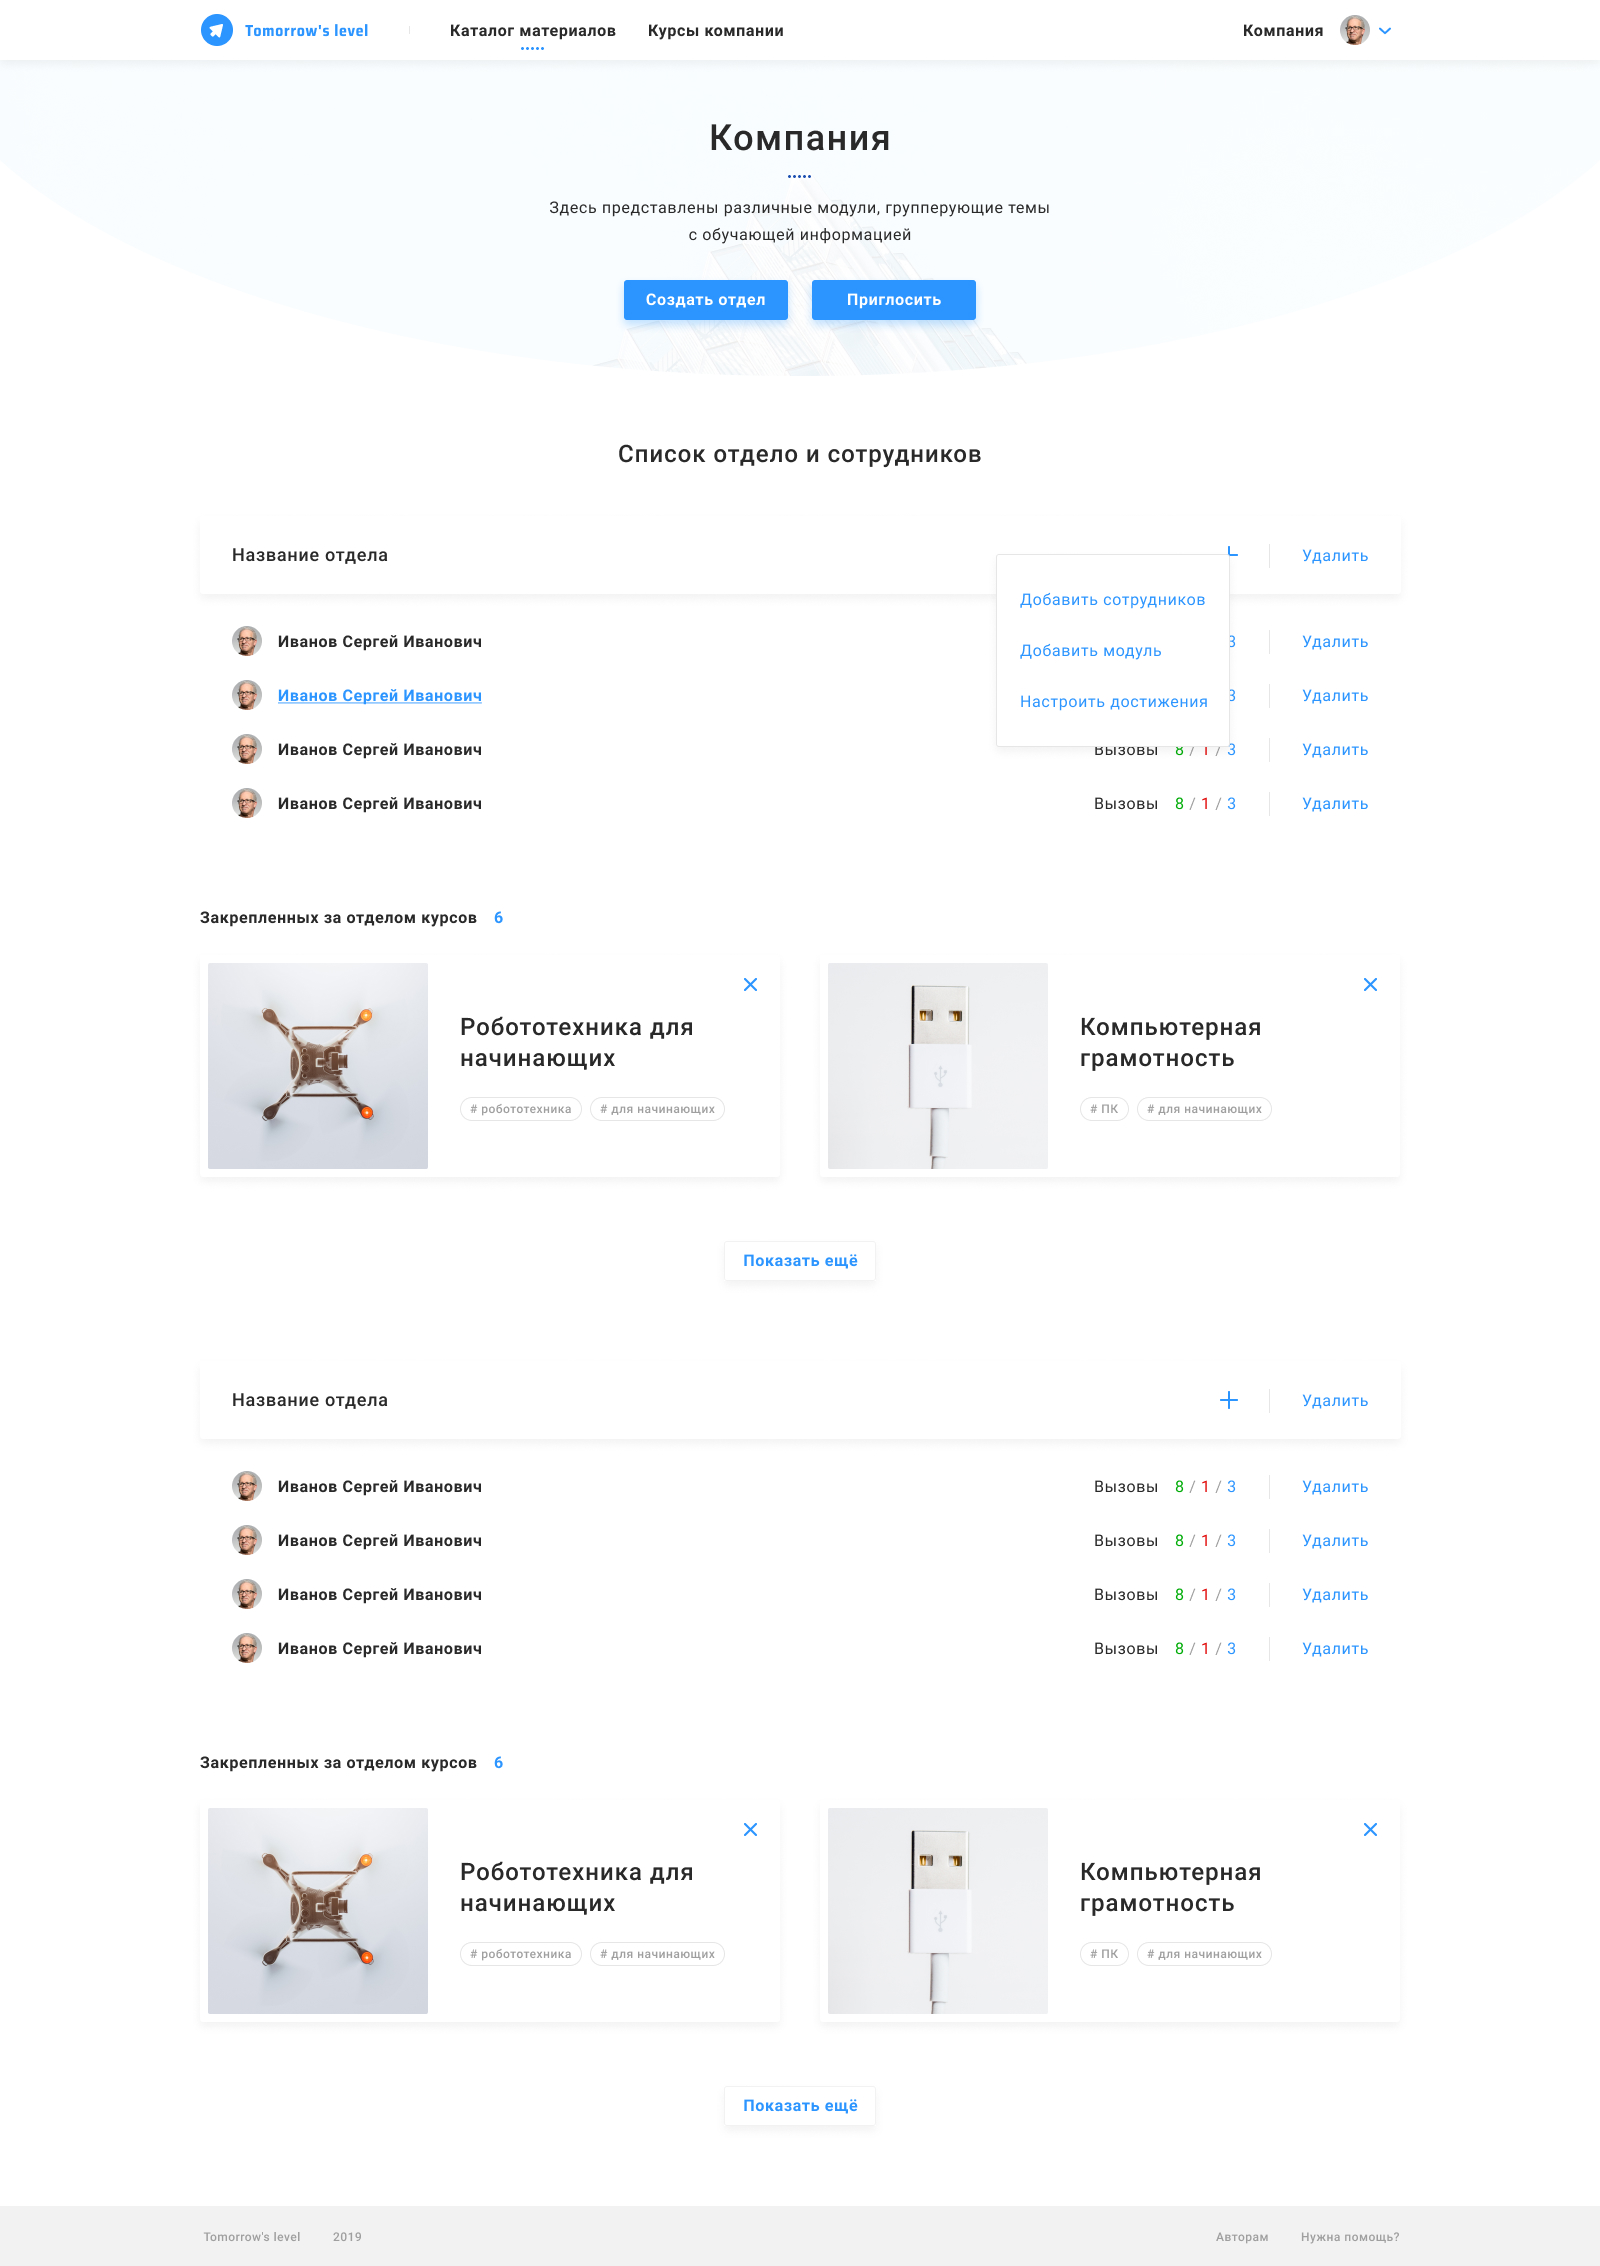 Tomorrow's level
Каталог материалов
Курсы компании
Компания
Компания
Здесь представлены различные модули, групперующие темы
с обучающей информацией
Создать отдел
Приглосить
Список отдело и сотрудников
Название отдела
Удалить
Добавить сотрудников
Добавить модуль
Настроить достижения
Иванов Сергей Иванович
3
Удалить
Иванов Сергей Иванович
3
Удалить
Иванов Сергей Иванович
Вызовы 8 / 1 / 3
Удалить
Иванов Сергей Иванович
Вызовы 8 / 1 / 3
Удалить
Закрепленных за отделом курсов 6
Робототехника для
начинающих
# робототехника
# для начинающих
Компьютерная
грамотность
# ПК
# для начинающих
Показать ещё
Название отдела
Удалить
Иванов Сергей Иванович
Вызовы 8 / 1 / 3
Удалить
Иванов Сергей Иванович
Вызовы 8 / 1 / 3
Удалить
Иванов Сергей Иванович
Вызовы 8 / 1 / 3
Удалить
Иванов Сергей Иванович
Вызовы 8 / 1 / 3
Удалить
Закрепленных за отделом курсов 6
Робототехника для
начинающих
# робототехника
# для начинающих
Компьютерная
грамотность
# ПК
# для начинающих
Показать ещё
Tomorrow's level
2019
Авторам
Нужна помощь?